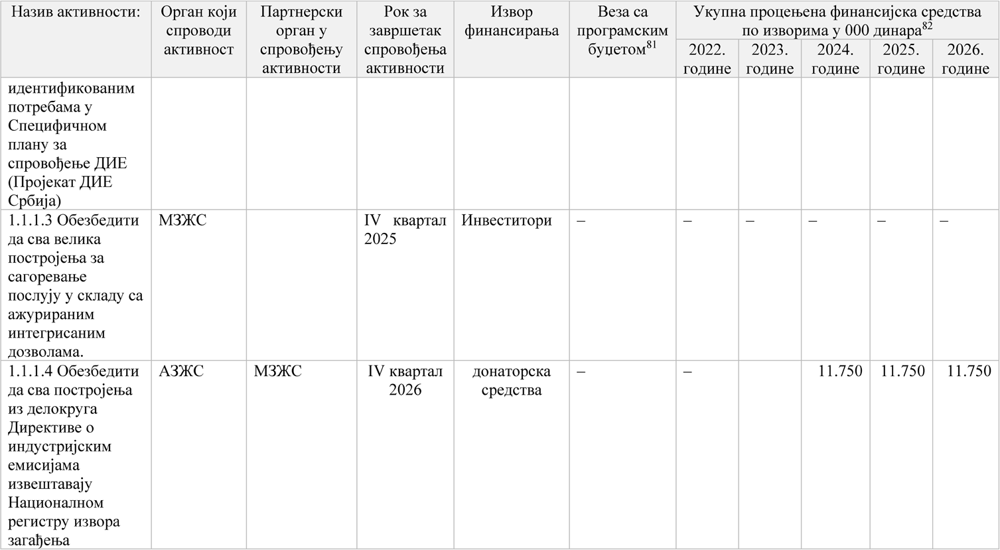 Назив активности:
Орган који
спроводи
активност
Партнерски
орган у
спровођењу
активности
Рок за
завршетак
спровођења
активности
Извор
финансирања
Веза са
програмским
буџетом81
Укупна процењена финансијска средства
по изворима у 000 динара82
2022.
године
2023.
године
2024.
године
2025.
године
2026.
године
идентификованим
потребама у
Специфичном
плану за
спровођење ДИЕ
(Пројекат ДИЕ
Србија)
1.1.1.3 Обезбедити
да сва велика
постројења за
сагоревање
послују у складу са
ажурираним
интегрисаним
дозволама.
МЗЖС
IV квартал
2025
Инвеститори
–
–
–
–
–
–
1.1.1.4 Обезбедити
да сва постројења
из делокруга
Директиве о
индустријским
емисијама
извештавају
Националном
регистру извора
загађења
АЗЖС
МЗЖС
IV квартал
2026
донаторска
средства
–
–
11.750
11.750
11.750